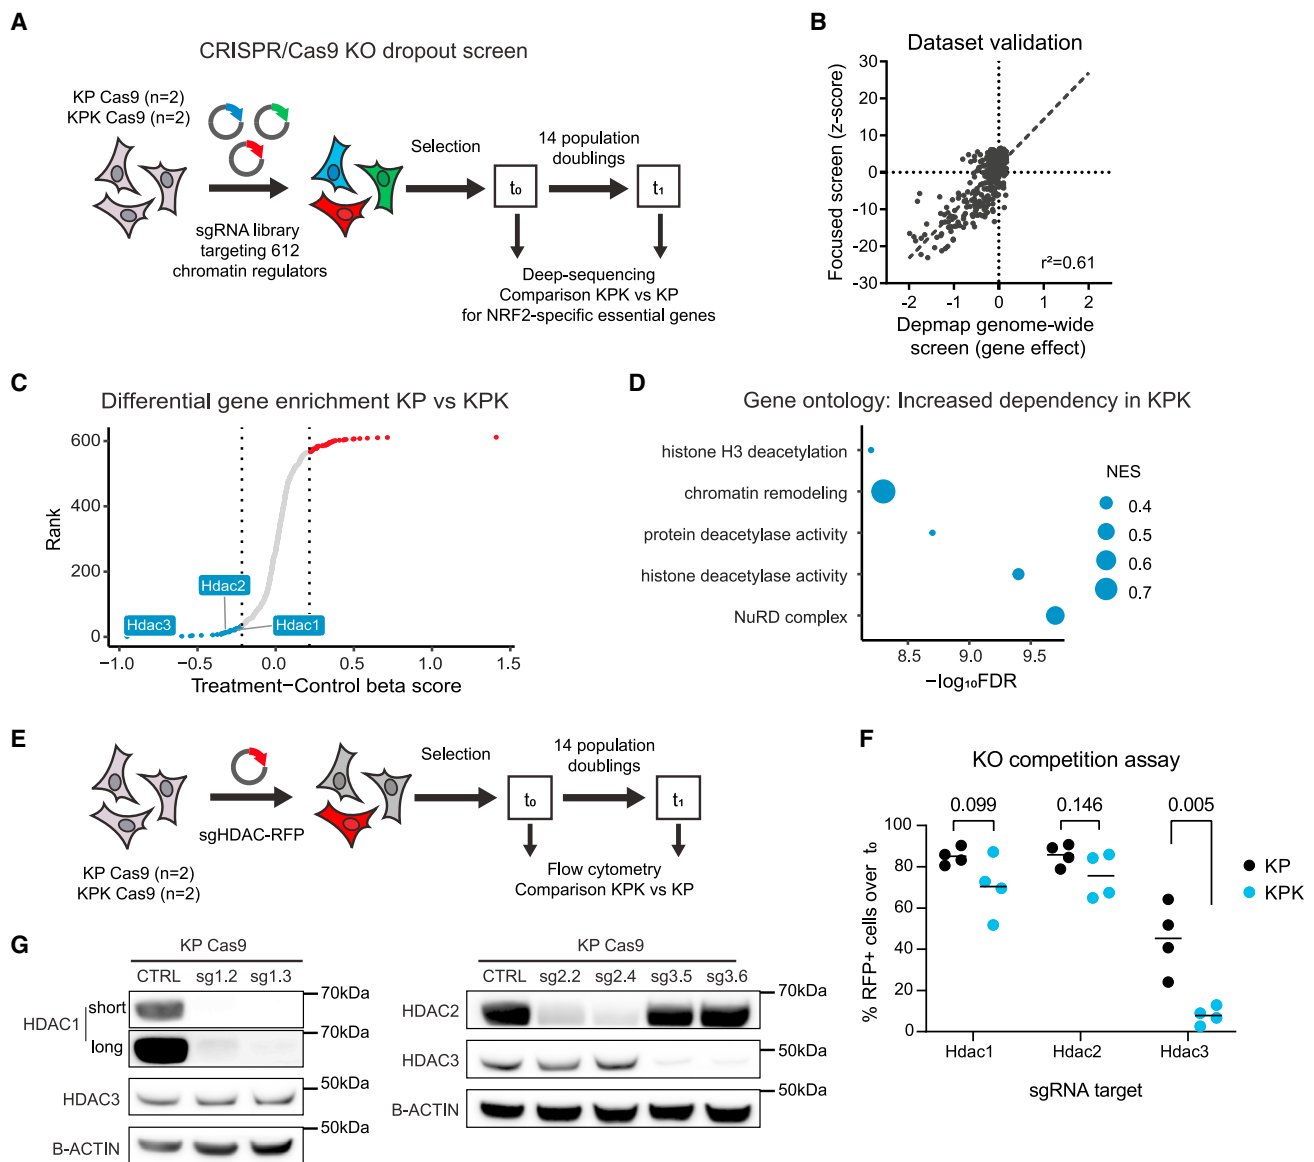 A
CRISPR/Cas9 KO dropout screen
KP Cas9 (n=2)
KPK Cas9 (n=2)
sgRNA library
targeting 612
chromatin regulators
Selection
t₀
14 population
doublings
t₁
Deep-sequencing
Comparison KPK vs KP
for NRF2-specific essential genes
B
Dataset validation
Focused screen (z-score)
30
20
10
0
-10
-20
-30
r²=0.61
-2 -1 0 1 2
Depmap genome-wide
screen (gene effect)
C
Differential gene enrichment KP vs KPK
Rank
600
400
200
0
Hdac2
Hdac3
Hdac1
−1.0 −0.5 0.0 0.5 1.0 1.5
Treatment−Control beta score
D
Gene ontology: Increased dependency in KPK
histone H3 deacetylation
chromatin remodeling
protein deacetylase activity
histone deacetylase activity
NuRD complex
8.5 9.0 9.5
−log₁₀FDR
NES
0.4
0.5
0.6
0.7
E
KP Cas9 (n=2)
KPK Cas9 (n=2)
sgHDAC-RFP
Selection
t₀
14 population
doublings
t₁
Flow cytometry
Comparison KPK vs KP
F
KO competition assay
0.099 0.146 0.005
% RFP+ cells over t₀
100
80
60
40
20
0
Hdac1 Hdac2 Hdac3
sgRNA target
KP
KPK
G
KP Cas9
CTRL sg1.2 sg1.3
HDAC1
short
70kDa
long
70kDa
HDAC3
50kDa
B-ACTIN
50kDa
KP Cas9
CTRL sg2.2 sg2.4 sg3.5 sg3.6
HDAC2
70kDa
HDAC3
50kDa
B-ACTIN
50kDa